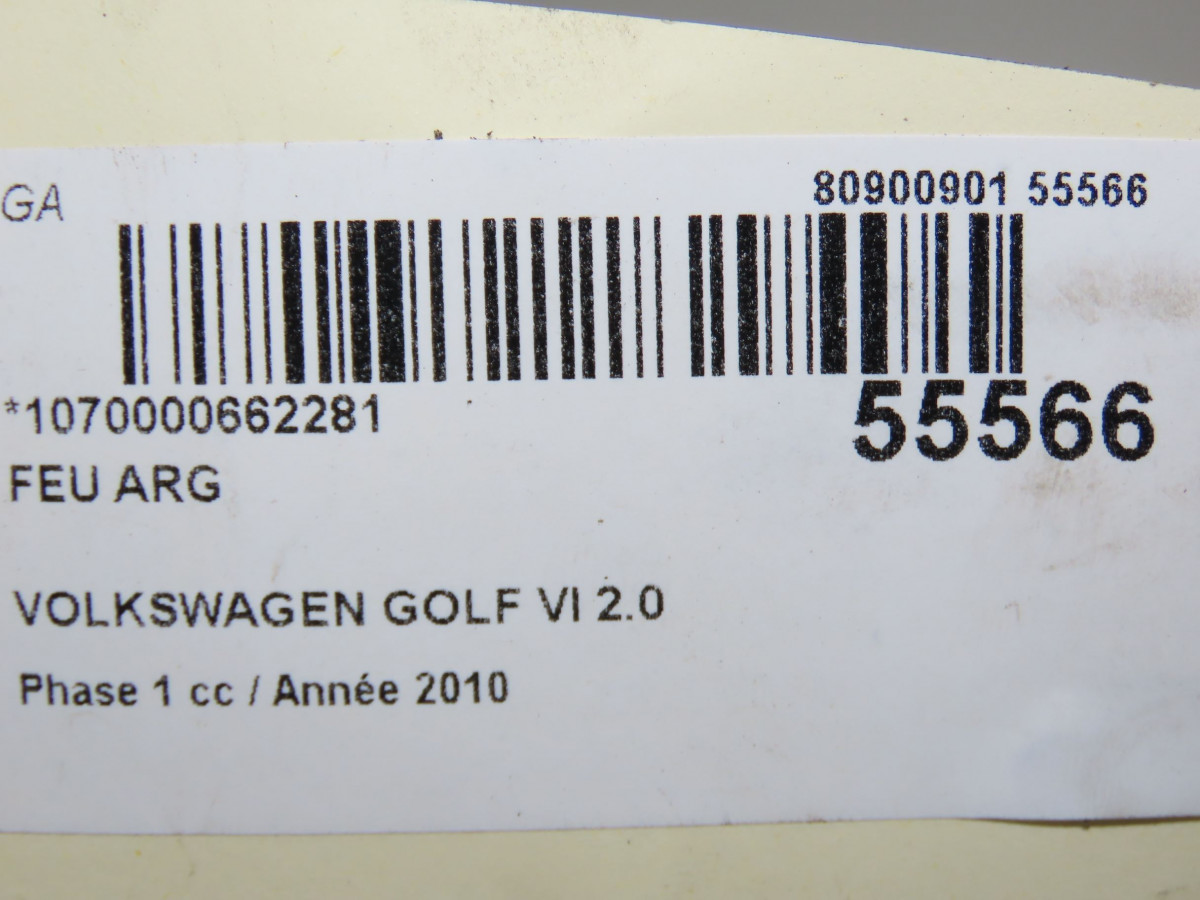 GA
80900901 55566
*1070000662281
55566
FEU ARG
VOLKSWAGEN GOLF VI 2.0
Phase 1 cc / Année 2010